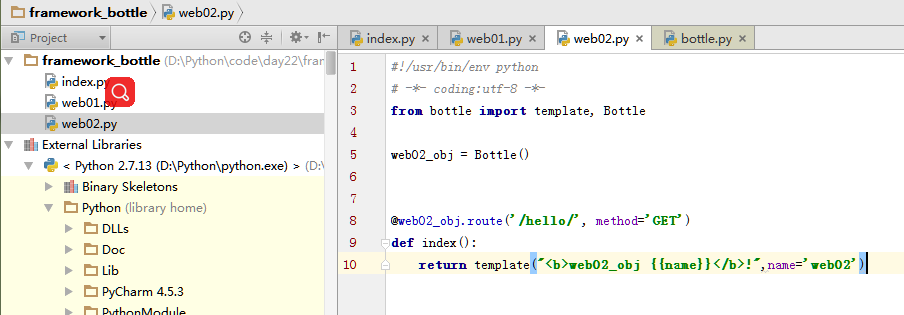 framework_bottle web02.py
Project
index.py web01.py web02.py bottle.py
framework_bottle (D:\Python\code\day22\fram
index.py
web01.py
web02.py
External Libraries
< Python 2.7.13 (D:\Python\python.exe) > (D:\
Binary Skeletons
Python (library home)
DLLs
Doc
Lib
PyCharm 4.5.3
PythonModule
1 #!/usr/bin/env python
2 # -*- coding:utf-8 -*-
3 from bottle import template, Bottle
4
5 web02_obj = Bottle()
6
7
8 @web02_obj.route('/hello/', method='GET')
9 def index():
10 return template("<b>web02_obj {{name}}</b>!",name='web02')